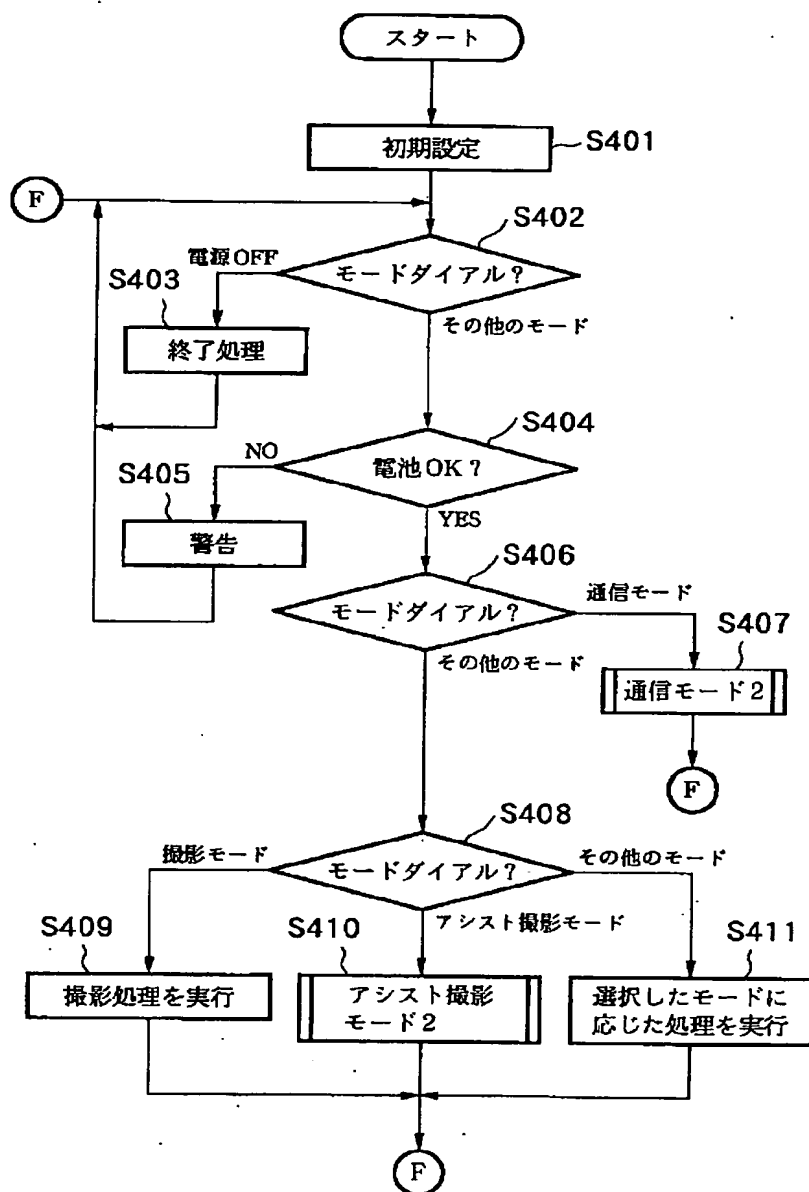 スタート
初期設定
S401
F
S402
電源OFF
モードダイアル?
S403
その他のモード
終了処理
S404
NO
電池OK?
S405
YES
警告
S406
通信モード
モードダイアル?
S407
その他のモード
通信モード2
F
S408
撮影モード
モードダイアル?
その他のモード
S409
S410
アシスト撮影モード
S411
撮影処理を実行
アシスト撮影
モード2
選択したモードに
応じた処理を実行
F